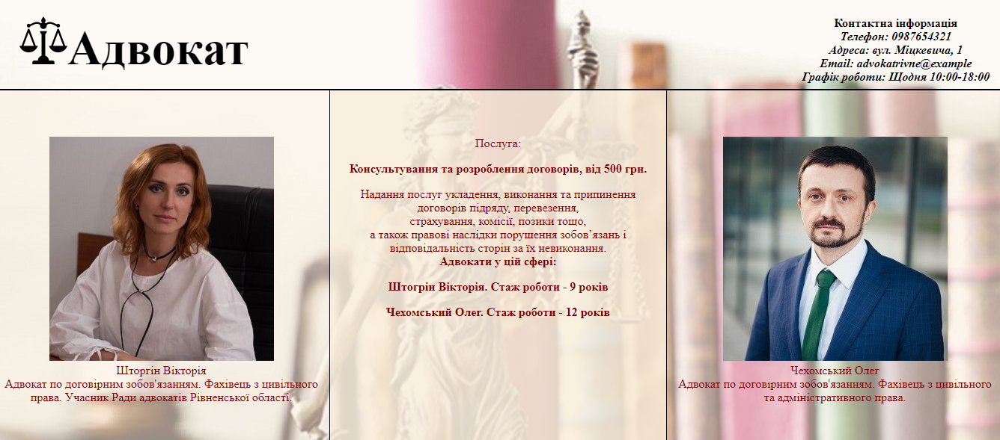 Адвокат
Контактна інформація
Телефон: 0987654321
Адреса: вул. Міцкевича, 1
Email: advokatrivne@example
Графік роботи: Щодня 10:00-18:00
Шторгін Вікторія
Адвокат по договірним зобов'язанням. Фахівець з цивільного
права. Учасник Ради адвокатів Рівненської області.
Послуга:
Консультування та розроблення договорів, від 500 грн.
Надання послуг укладення, виконання та припинення
договорів підряду, перевезення,
страхування, комісії, позики тощо,
а також правові наслідки порушення зобов’язань і
відповідальність сторін за їх невиконання.
Адвокати у цій сфері:
Штогрін Вікторія. Стаж роботи - 9 років
Чехомський Олег. Стаж роботи - 12 років
Чехомський Олег
Адвокат по договірним зобов'язанням. Фахівець з цивільного
та адміністративного права.